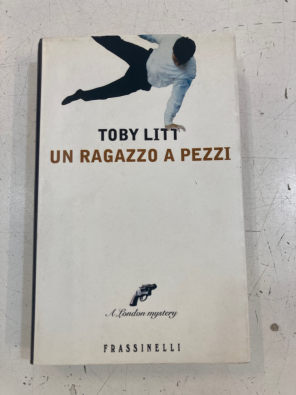 TOBY LITT
UN RAGAZZO A PEZZI
A London mystery
FRASSINELLI